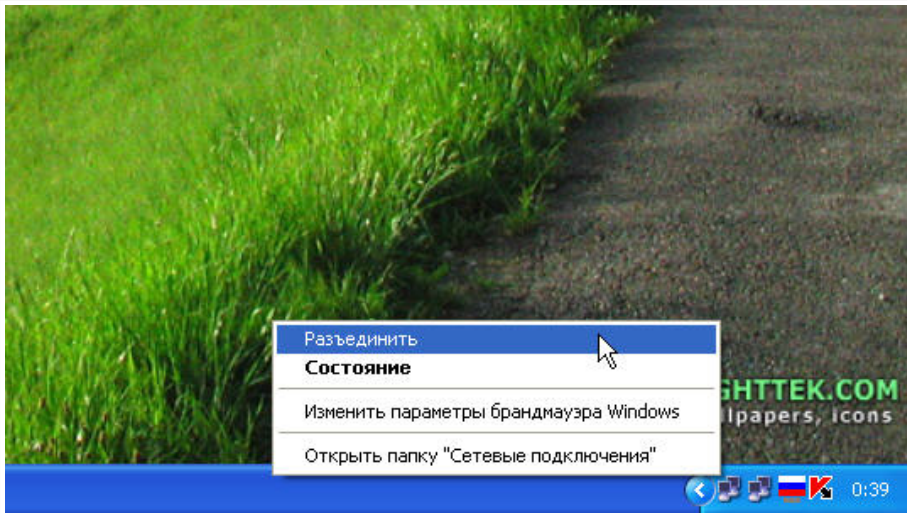 Разъединить
Состояние
Изменить параметры брандмауэра Windows
Открыть папку "Сетевые подключения"
GHTTEK.COM
llpapers, icons
0:39